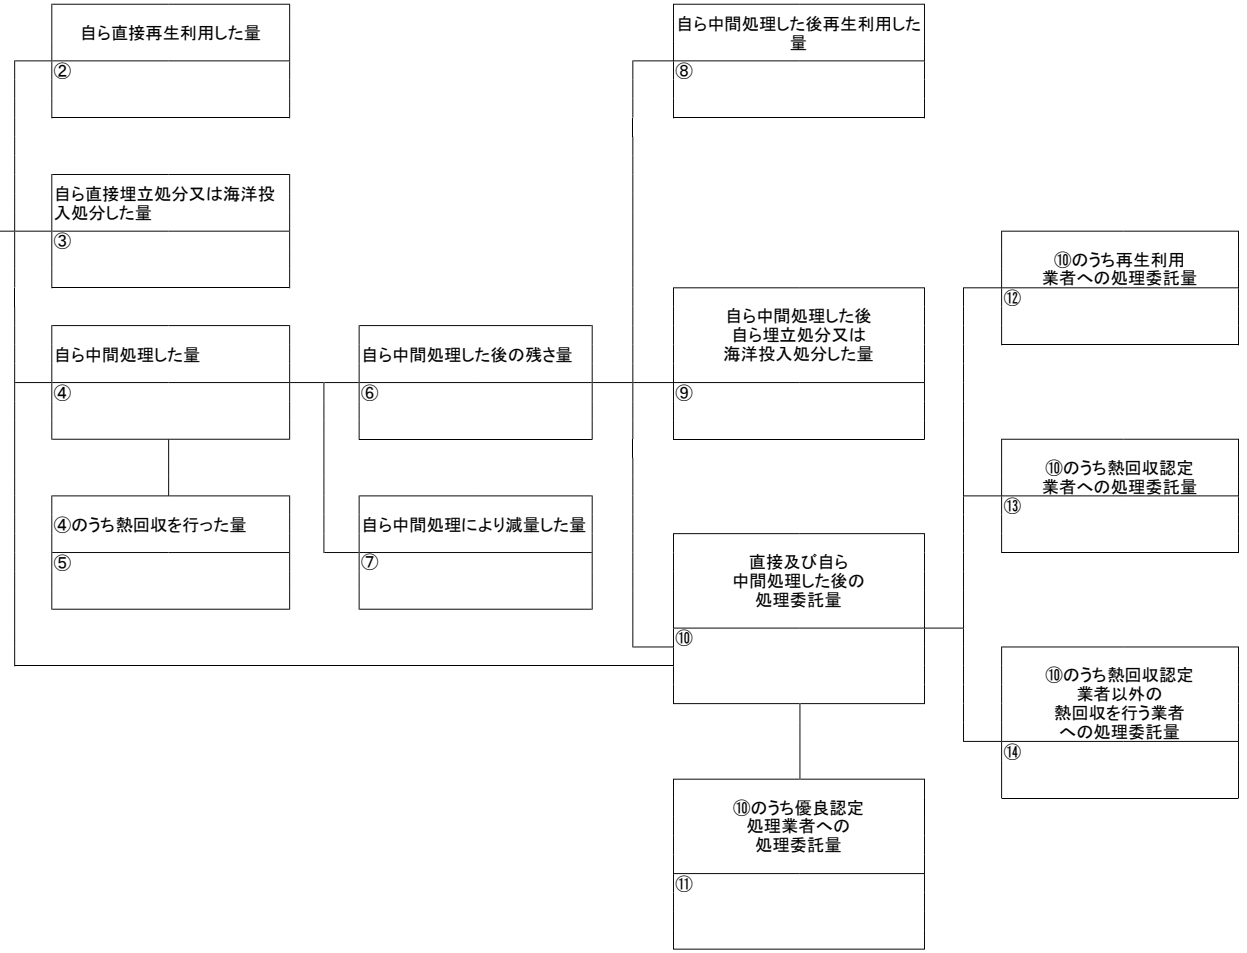 自ら直接再生利用した量
②
自ら直接埋立処分又は海洋投
入処分した量
③
自ら中間処理した量
④
④のうち熱回収を行った量
⑤
自ら中間処理した後の残さ量
⑥
自ら中間処理により減量した量
⑦
自ら中間処理した後再生利用した
量
⑧
自ら中間処理した後
自ら埋立処分又は
海洋投入処分した量
⑨
直接及び自ら
中間処理した後の
処理委託量
⑩
⑩のうち優良認定
処理業者への
処理委託量
⑪
⑩のうち再生利用
業者への処理委託量
⑫
⑩のうち熱回収認定
業者への処理委託量
⑬
⑩のうち熱回収認定
業者以外の
熱回収を行う業者
への処理委託量
⑭